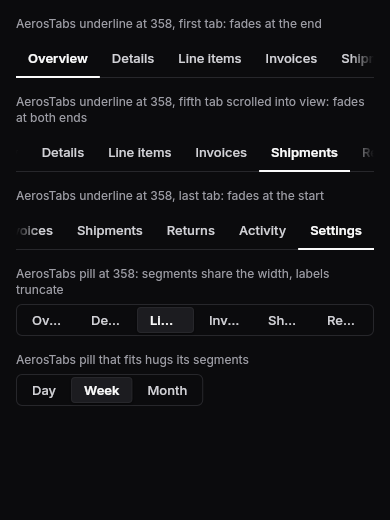 AerosTabs underline at 358, first tab: fades at the end
Overview Details Line items Invoices Shipm
AerosTabs underline at 358, fifth tab scrolled into view: fades
at both ends
Details Line items Invoices Shipments Re
AerosTabs underline at 358, last tab: fades at the start
voices Shipments Returns Activity Settings
AerosTabs pill at 358: segments share the width, labels
truncate
Ov... De... Li... Inv... Sh... Re...
AerosTabs pill that fits hugs its segments
Day Week Month